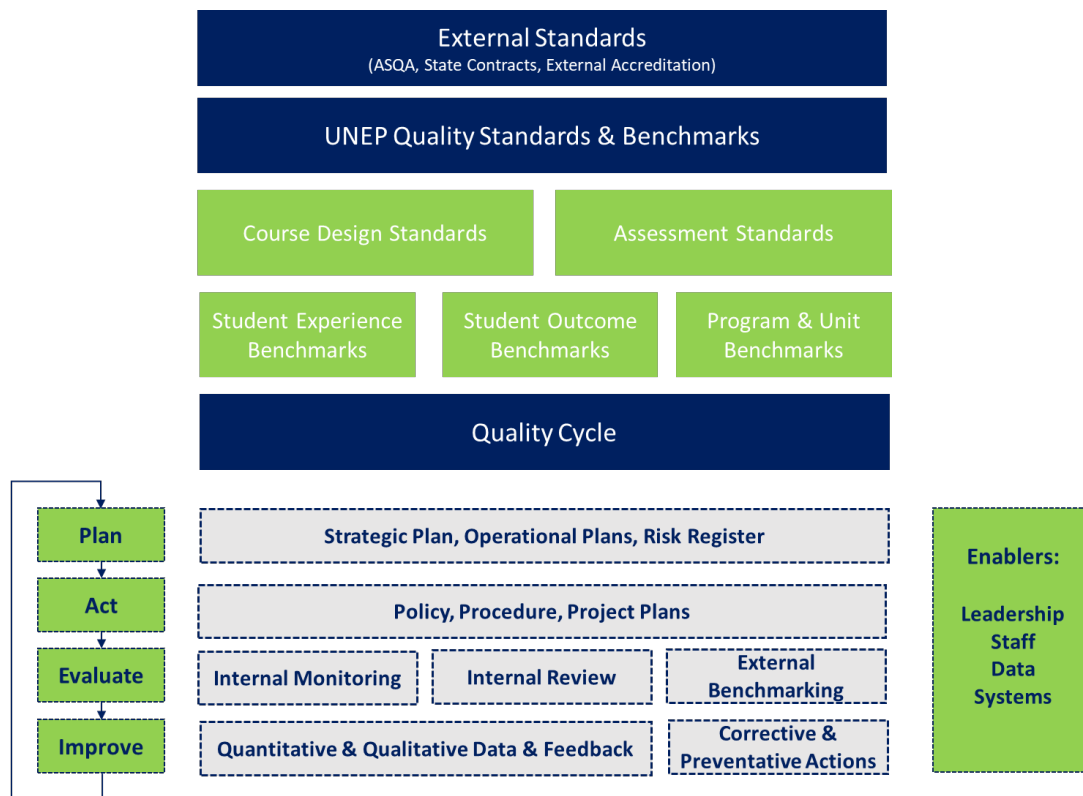 External Standards
(ASQA, State Contracts, External Accreditation)
UNEP Quality Standards & Benchmarks
Course Design Standards
Assessment Standards
Student Experience
Benchmarks
Student Outcome
Benchmarks
Program & Unit
Benchmarks
Quality Cycle
Plan
Strategic Plan, Operational Plans, Risk Register
Act
Policy, Procedure, Project Plans
Evaluate
Internal Monitoring
Internal Review
External
Benchmarking
Improve
Quantitative & Qualitative Data & Feedback
Corrective &
Preventative Actions
Enablers:
Leadership
Staff
Data
Systems